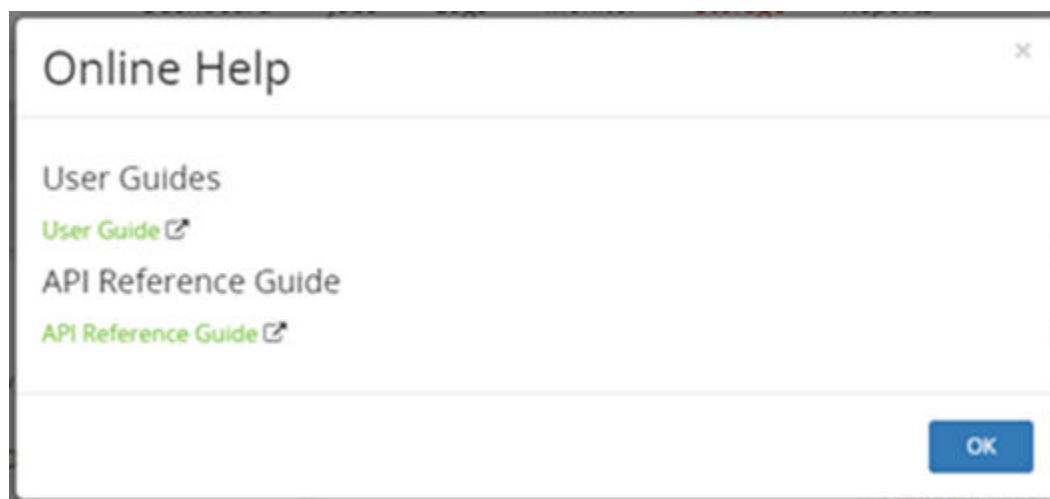 Online Help
×
User Guides
User Guide
API Reference Guide
API Reference Guide
OK